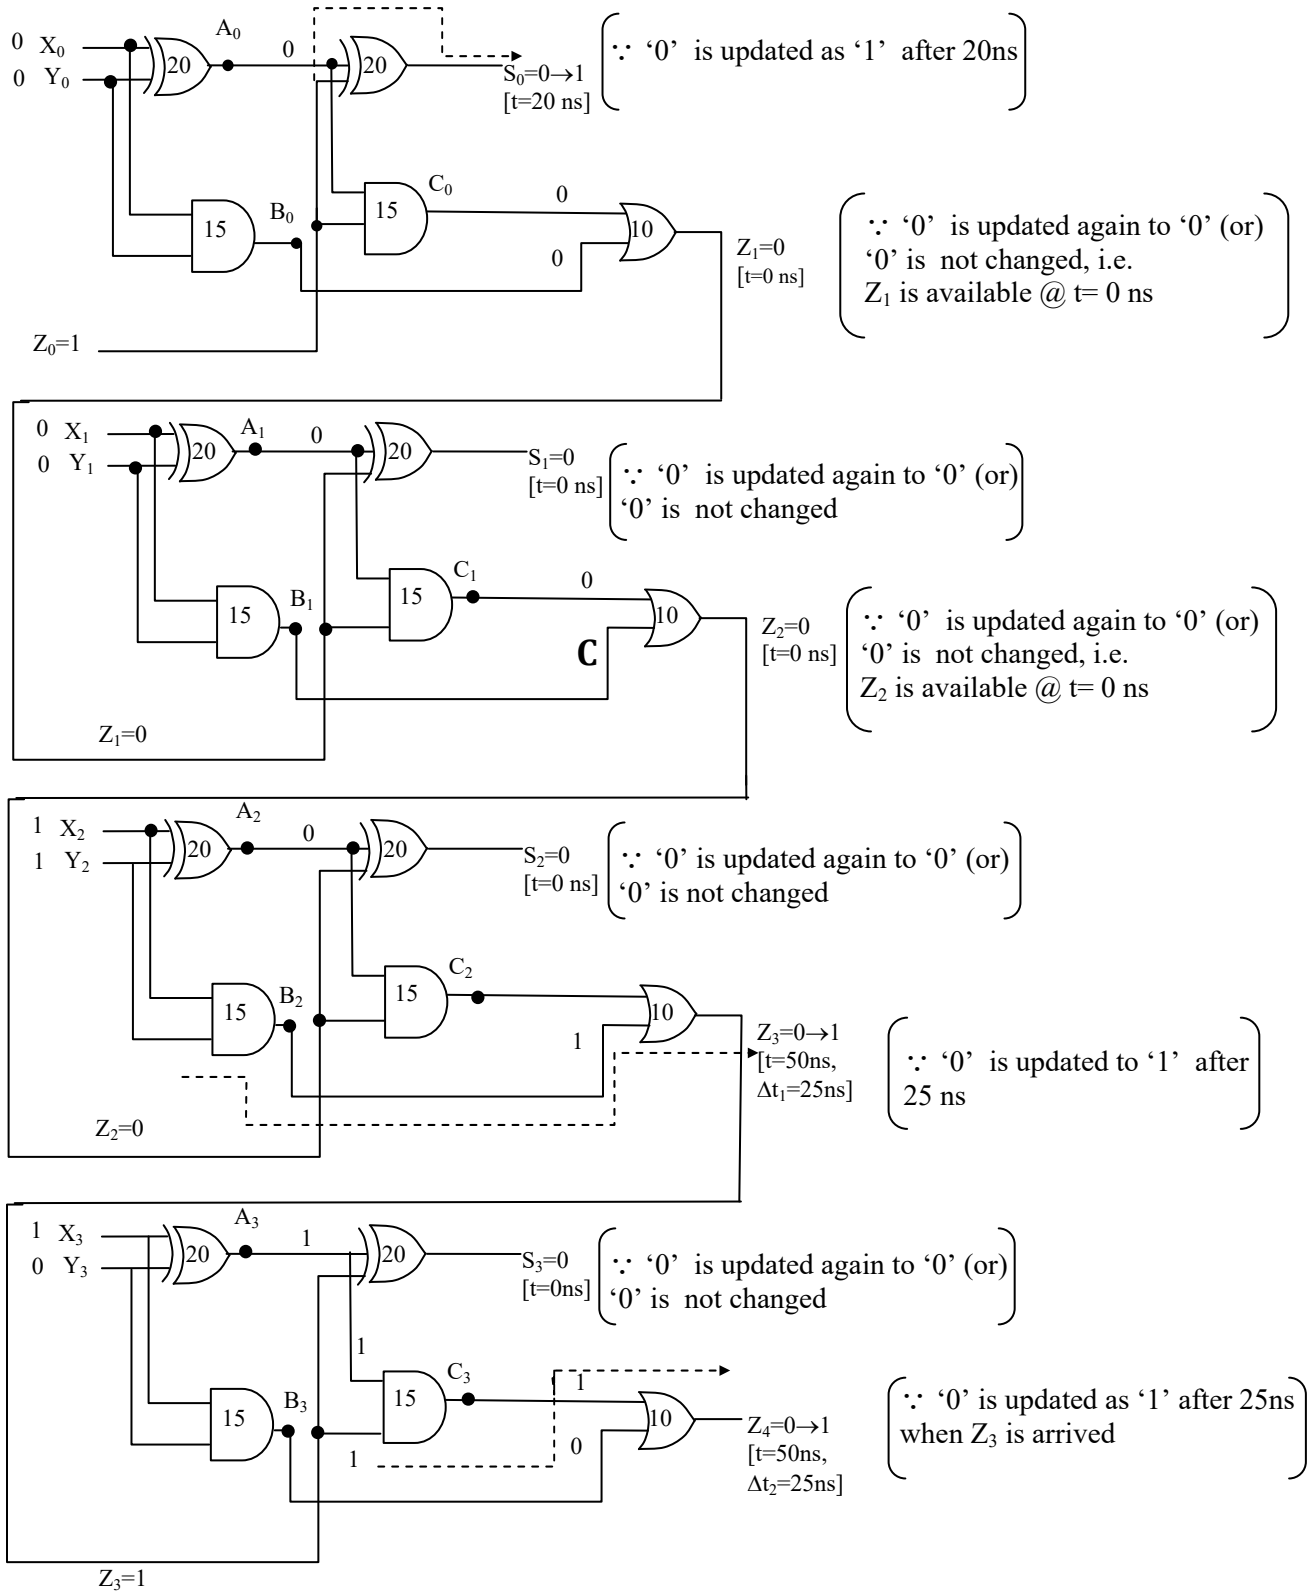 0 X₀ 20 A₀ 0 20 ∵ ‘0’ is updated as ‘1’ after 20ns
0 Y₀
S₀=0→1
[t=20 ns]
15 B₀ 15 C₀ 0 10
0
Z₁=0
[t=0 ns]
∵ ‘0’ is updated again to ‘0’ (or)
‘0’ is not changed, i.e.
Z₁ is available @ t= 0 ns
Z₀=1
0 X₁ 20 A₁ 0 20
0 Y₁
S₁=0
[t=0 ns]
∵ ‘0’ is updated again to ‘0’ (or)
‘0’ is not changed
15 B₁ 15 C₁ 0 10
C
Z₂=0
[t=0 ns]
∵ ‘0’ is updated again to ‘0’ (or)
‘0’ is not changed, i.e.
Z₂ is available @ t= 0 ns
Z₁=0
1 X₂ 20 A₂ 0 20
1 Y₂
S₂=0
[t=0 ns]
∵ ‘0’ is updated again to ‘0’ (or)
‘0’ is not changed
15 B₂ 15 C₂ 10
1
Z₃=0→1
[t=50ns,
Δt₁=25ns]
∵ ‘0’ is updated to ‘1’ after
25 ns
Z₂=0
1 X₃ 20 A₃ 1 20
0 Y₃
S₃=0
[t=0ns]
∵ ‘0’ is updated again to ‘0’ (or)
‘0’ is not changed
1
15 B₃ 15 C₃ 1 10
1 0
Z₄=0→1
[t=50ns,
Δt₂=25ns]
∵ ‘0’ is updated as ‘1’ after 25ns
when Z₃ is arrived
Z₃=1